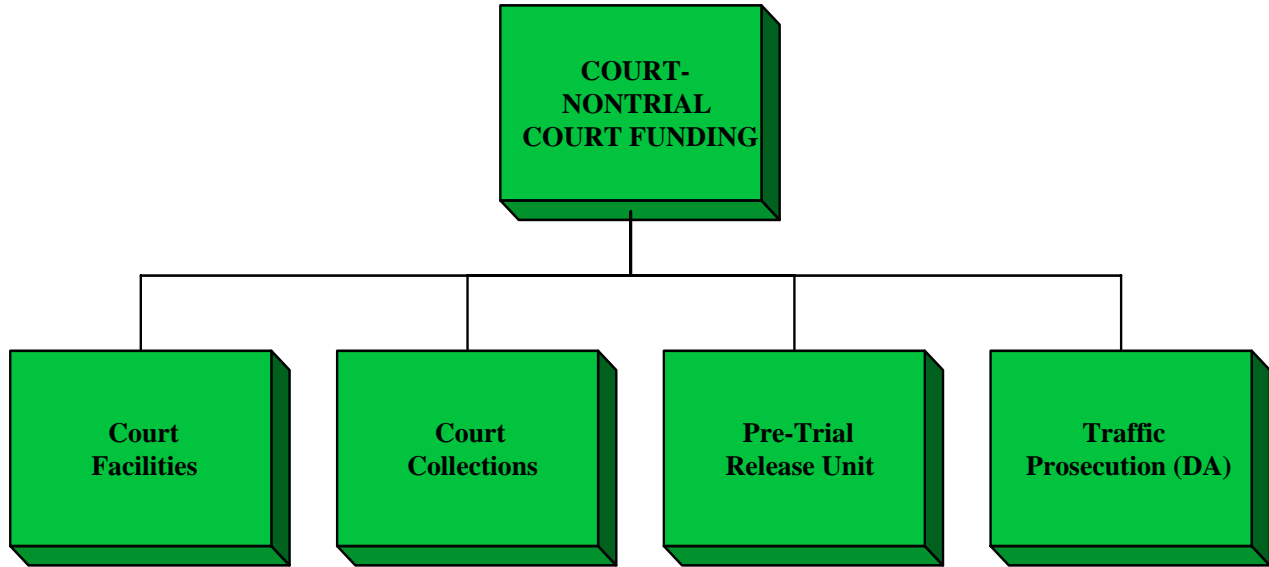 COURT-
NONTRIAL
COURT FUNDING
Court
Facilities
Court
Collections
Pre-Trial
Release Unit
Traffic
Prosecution (DA)